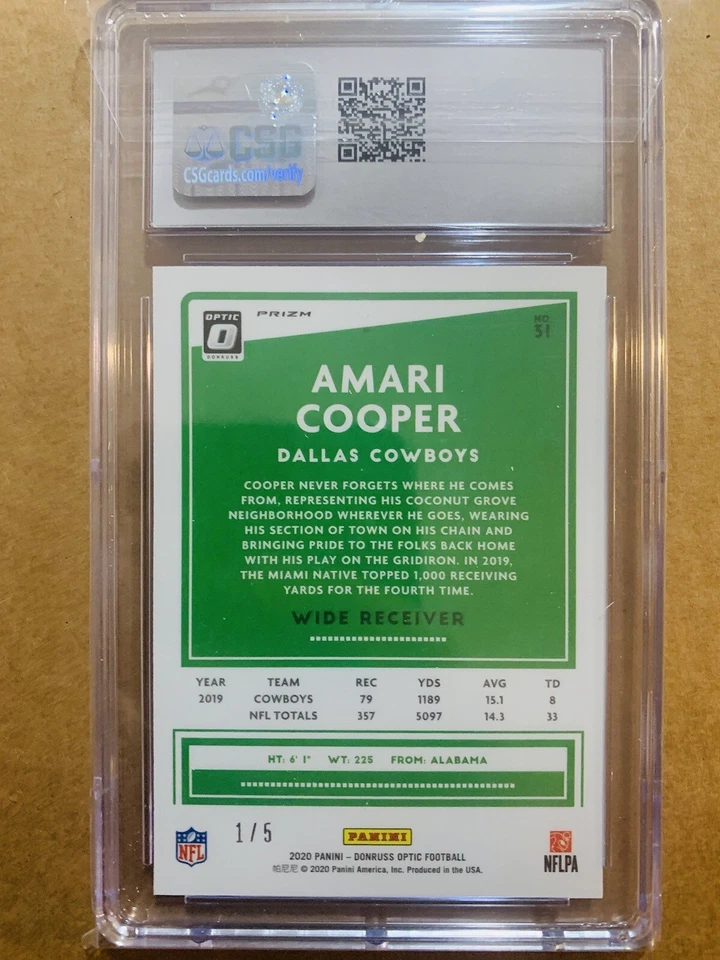 CSG
CSGcards.com/verify
OPTIC
PRIZM
DONRUSS
NO.
31
AMARI
COOPER
DALLAS COWBOYS
COOPER NEVER FORGETS WHERE HE COMES
FROM, REPRESENTING HIS COCONUT GROVE
NEIGHBORHOOD WHEREVER HE GOES, WEARING
HIS SECTION OF TOWN ON HIS CHAIN AND
BRINGING PRIDE TO THE FOLKS BACK HOME
WITH HIS PLAY ON THE GRIDIRON. IN 2019,
THE MIAMI NATIVE TOPPED 1,000 RECEIVING
YARDS FOR THE FOURTH TIME.
WIDE RECEIVER
YEAR TEAM REC YDS AVG TD
2019 COWBOYS 79 1189 15.1 8
NFL TOTALS 357 5097 14.3 33
HT: 6' 1" WT: 225 FROM: ALABAMA
NFL
1/5
PANINI
NFLPA
2020 PANINI – DONRUSS OPTIC FOOTBALL
帕尼尼 © 2020 Panini America, Inc. Produced in the USA.